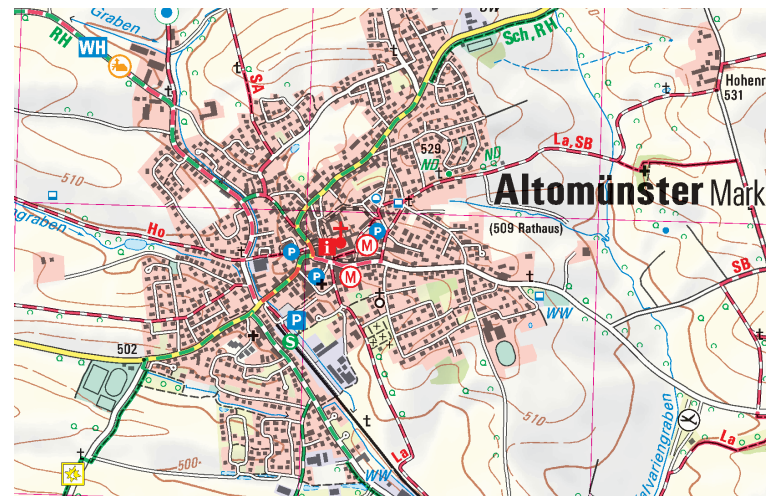 Graben
RH
WH
SA
Sch, RH
Hohenr
531
529
ND
ND
La, SB
510
Altomünster Mark
(509 Rathaus)
graben
Ho
P
P
M
i
P
M
SB
P
S
WW
502
510
La
La
500
WW
alvariengraben